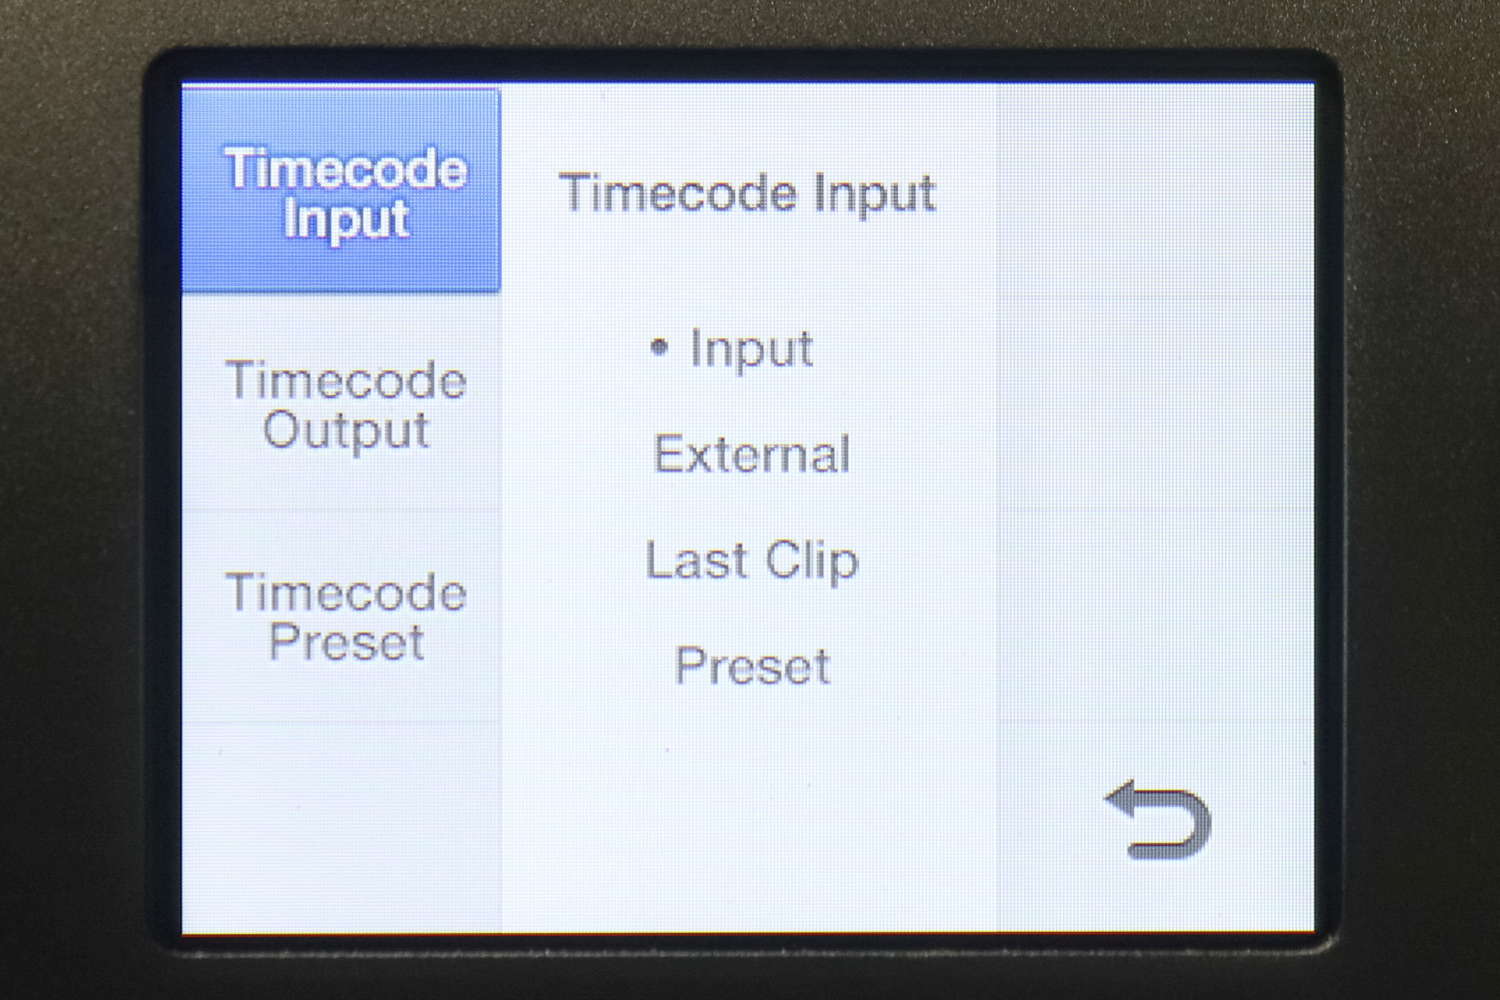 Timecode
Input
Timecode
Output
Timecode
Preset
Timecode Input
• Input
External
Last Clip
Preset